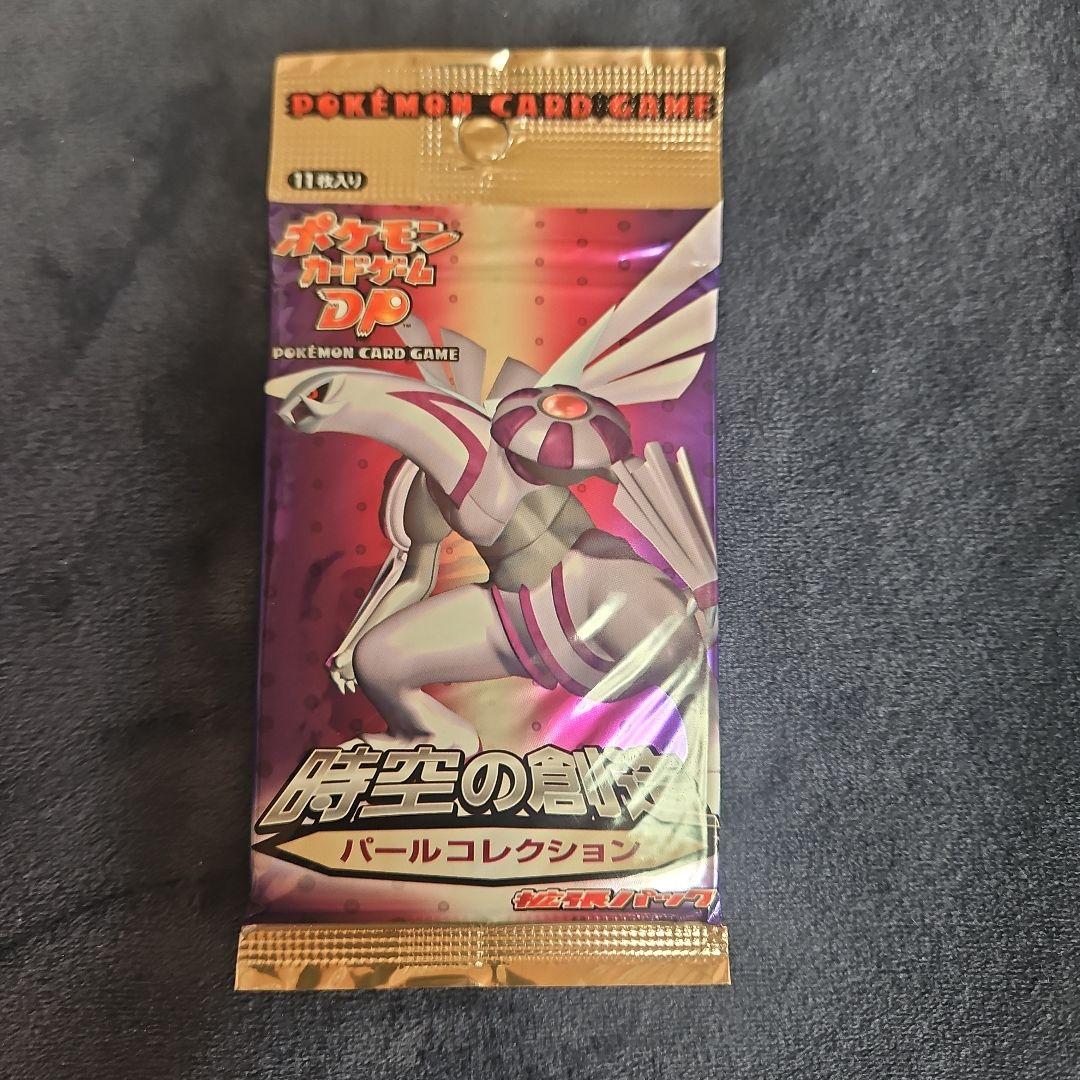 POKÉMON CARD GAME
11枚入り
ポケモン
カードゲーム
DP™
POKÉMON CARD GAME
時空の創造
パールコレクション
拡張パック